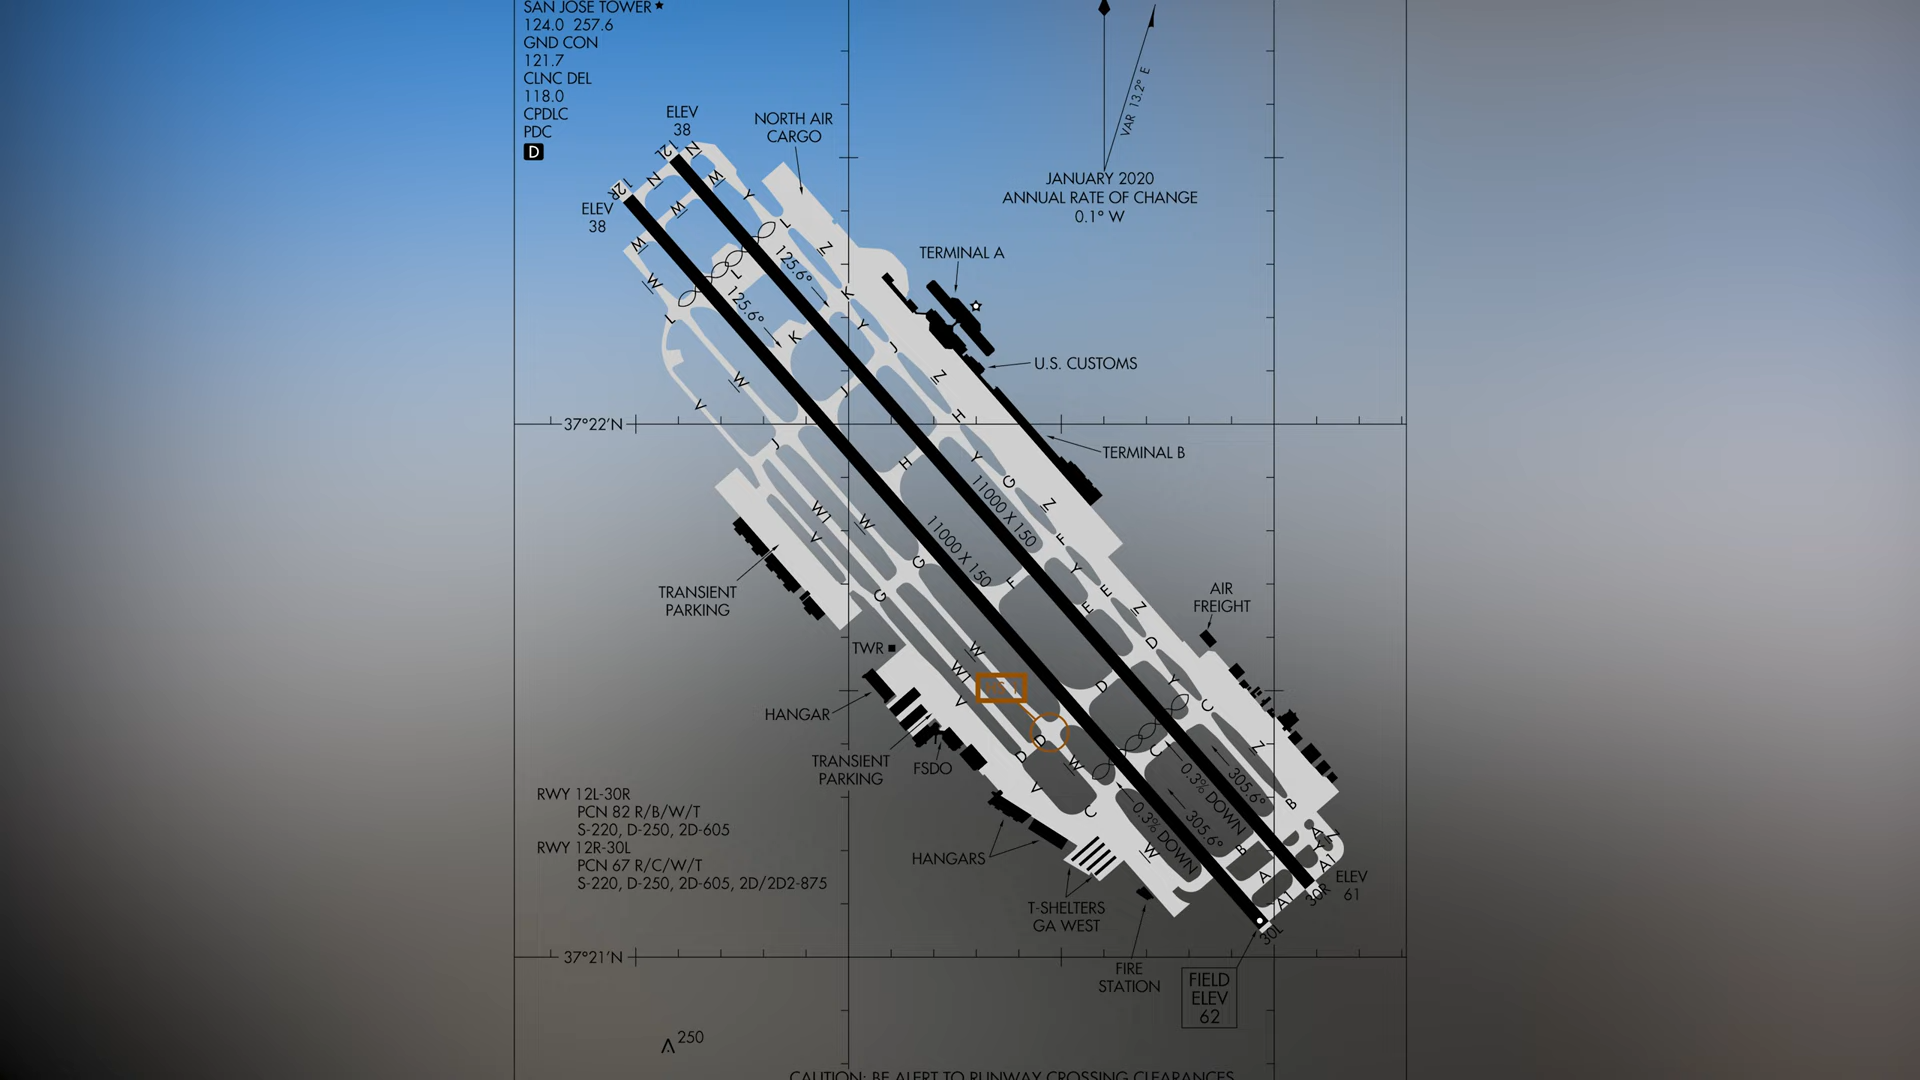 SAN JOSE TOWER★
124.0 257.6
GND CON
121.7
CLNC DEL
118.0
CPDLC
PDC
D
ELEV
38
NORTH AIR
CARGO
VAR 13.2° E
JANUARY 2020
ANNUAL RATE OF CHANGE
0.1° W
12L
N
N
W
Y
12R
W
ELEV
38
L
Z
W
TERMINAL A
125.6°
L
W
125.6°
K
L
Y
K
J
U.S. CUSTOMS
Z
W
J
V
H
37°22'N
J
TERMINAL B
H
Y
G
11000 X 150
Z
W1
W
V
11000 X 150
F
G
Y
F
E
E
Z
AIR
FREIGHT
TRANSIENT
PARKING
G
TWR
W
D
W1
V
D
Y
C
HANGAR
D
D
W
C
Z
TRANSIENT
PARKING
FSDO
V
305.6°
0.3% DOWN
B
C
RWY 12L-30R
PCN 82 R/B/W/T
S-220, D-250, 2D-605
RWY 12R-30L
PCN 67 R/C/W/T
S-220, D-250, 2D-605, 2D/2D2-875
305.6°
0.3% DOWN
A
Z
Y
W
B
A1
HANGARS
A
ELEV
61
30R
A1
T-SHELTERS
GA WEST
30L
37°21'N
FIRE
STATION
FIELD
ELEV
62
250
CAUTION: BE ALERT TO RUNWAY CROSSING CLEARANCES